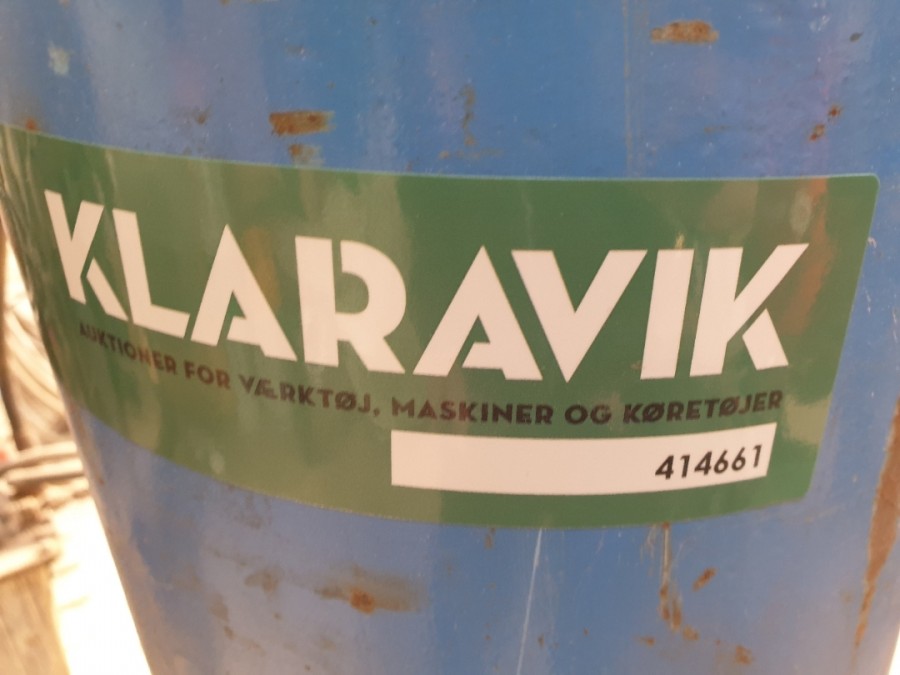 KLARAVIK
AUKTIONER FOR VÆRKTØJ, MASKINER OG KØRETØJER
414661